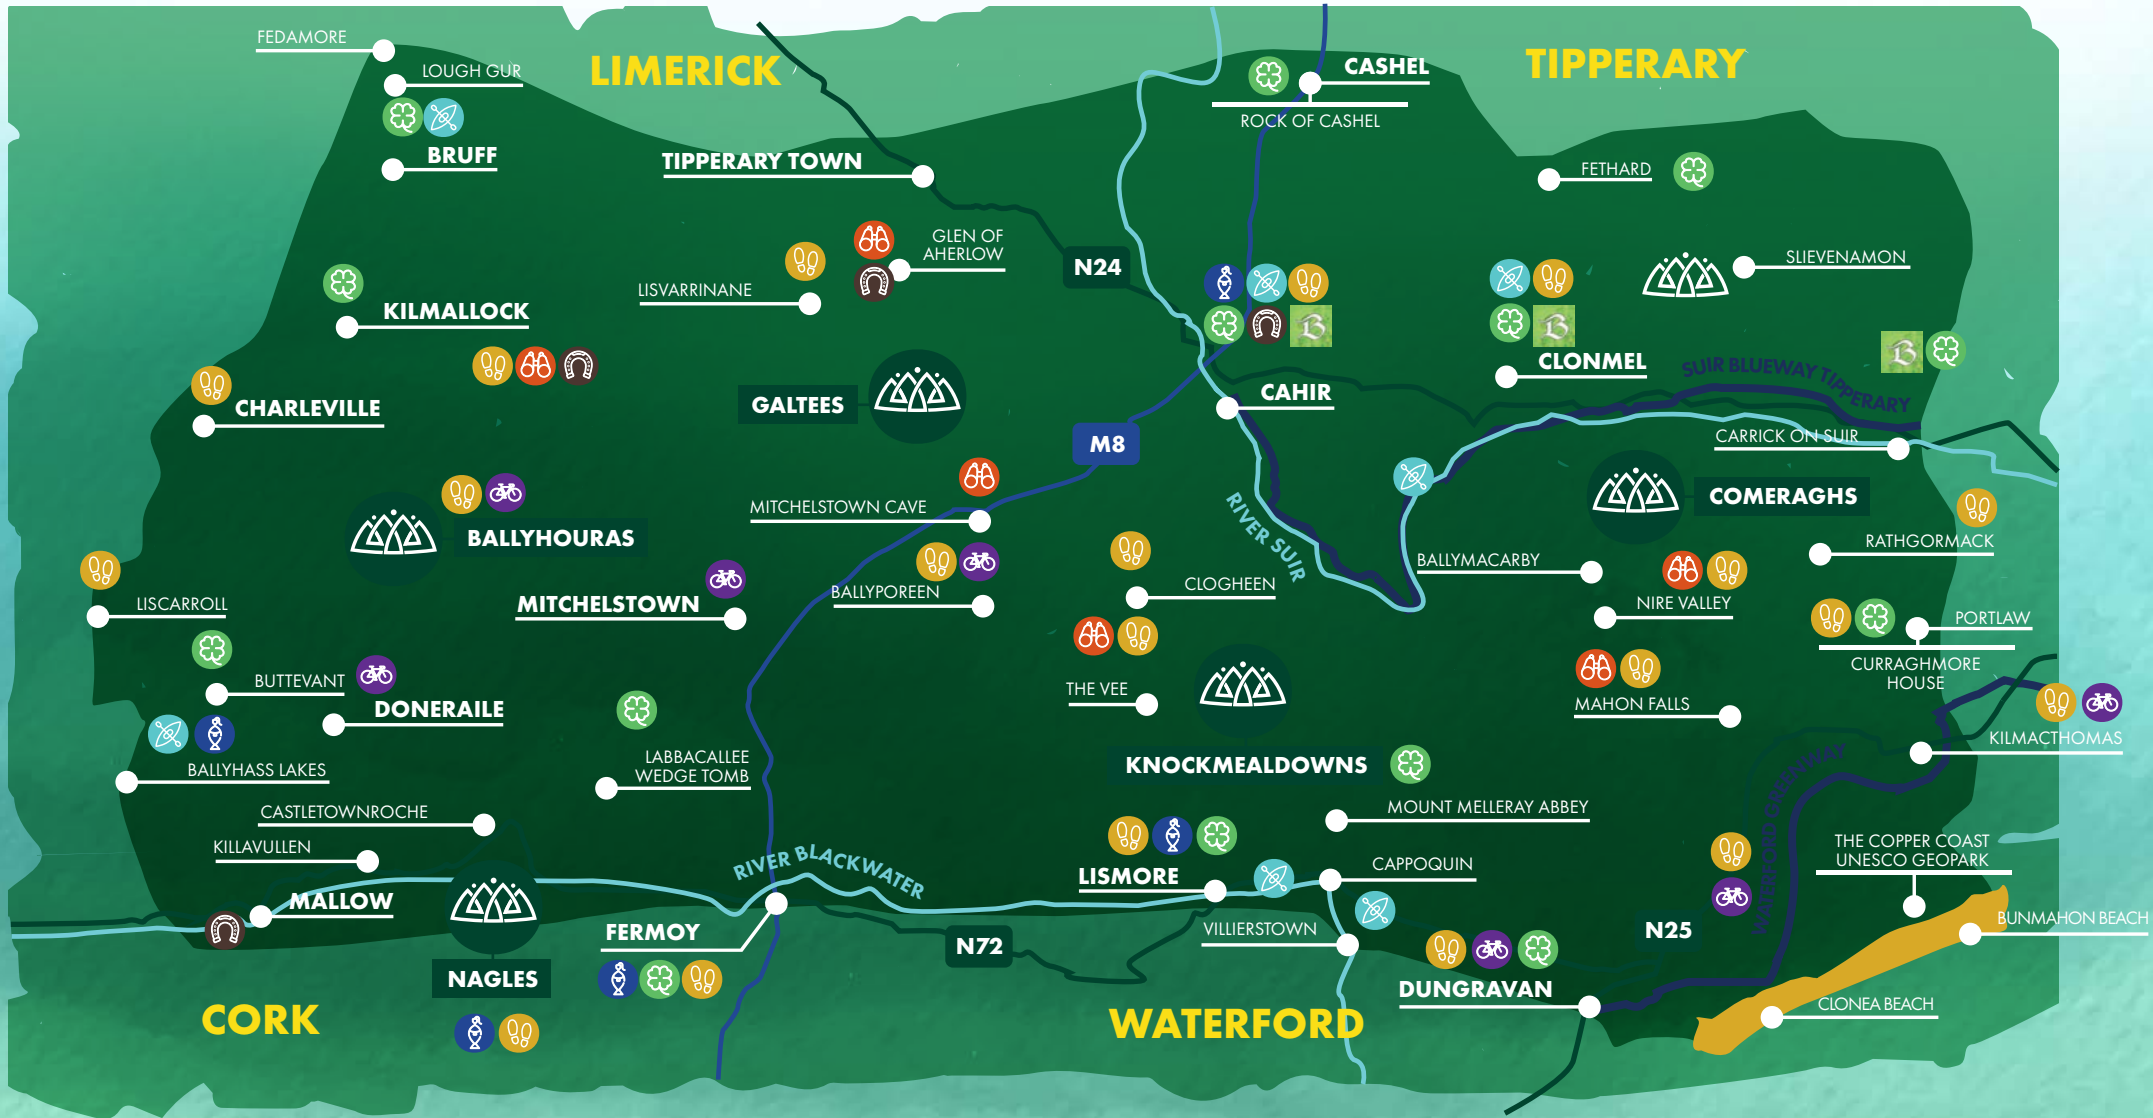 FEDAMORE
LOUGH GUR
BRUFF
LIMERICK
TIPPERARY
CASHEL
ROCK OF CASHEL
TIPPERARY TOWN
FETHARD
GLEN OF
AHERLOW
LISVARRINANE
N24
SLIEVENAMON
KILMALLOCK
CHARLEVILLE
GALTEES
CAHIR
CLONMEL
SUIR BLUEWAY TIPPERARY
CARRICK ON SUIR
M8
BALLYHOURAS
MITCHELSTOWN CAVE
RIVER SUIR
COMERAGHS
RATHGORMACK
BALLYMACARBY
LISCARROLL
MITCHELSTOWN
BALLYPOREEN
CLOGHEEN
NIRE VALLEY
PORTLAW
CURRAGHMORE
HOUSE
BUTTEVANT
DONERAILE
THE VEE
MAHON FALLS
KILMACTHOMAS
BALLYHASS LAKES
LABBACALLEE
WEDGE TOMB
KNOCKMEALDOWNS
WATERFORD GREENWAY
CASTLETOWNROCHE
MOUNT MELLERAY ABBEY
KILLAVULLEN
RIVER BLACKWATER
LISMORE
CAPPOQUIN
THE COPPER COAST
UNESCO GEOPARK
MALLOW
FERMOY
N72
VILLIERSTOWN
N25
BUNMAHON BEACH
NAGLES
DUNGRAVAN
CLONEA BEACH
CORK
WATERFORD
B
B
B